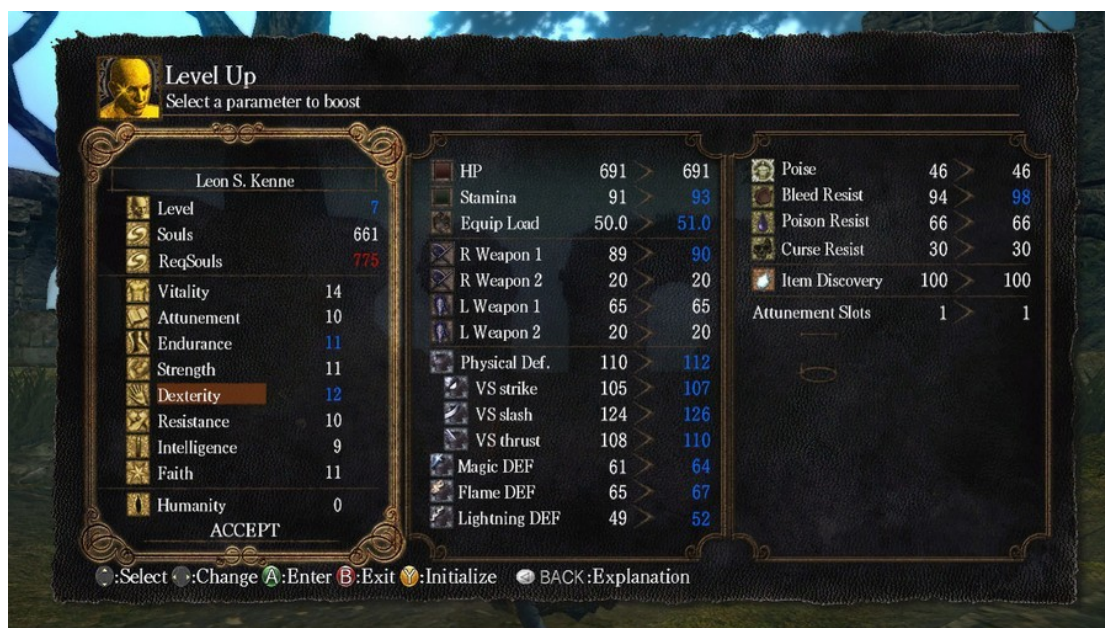 Level Up
Select a parameter to boost
Leon S. Kenne
Level 7
Souls 661
ReqSouls 775
Vitality 14
Attunement 10
Endurance 11
Strength 11
Dexterity 12
Resistance 10
Intelligence 9
Faith 11
Humanity 0
ACCEPT
HP 691 > 691
Stamina 91 > 93
Equip Load 50.0 > 51.0
R Weapon 1 89 > 90
R Weapon 2 20 > 20
L Weapon 1 65 > 65
L Weapon 2 20 > 20
Physical Def. 110 > 112
VS strike 105 > 107
VS slash 124 > 126
VS thrust 108 > 110
Magic DEF 61 > 64
Flame DEF 65 > 67
Lightning DEF 49 > 52
Poise 46 > 46
Bleed Resist 94 > 98
Poison Resist 66 > 66
Curse Resist 30 > 30
Item Discovery 100 > 100
Attunement Slots 1 > 1
:Select :Change A:Enter B:Exit Y:Initialize BACK:Explanation